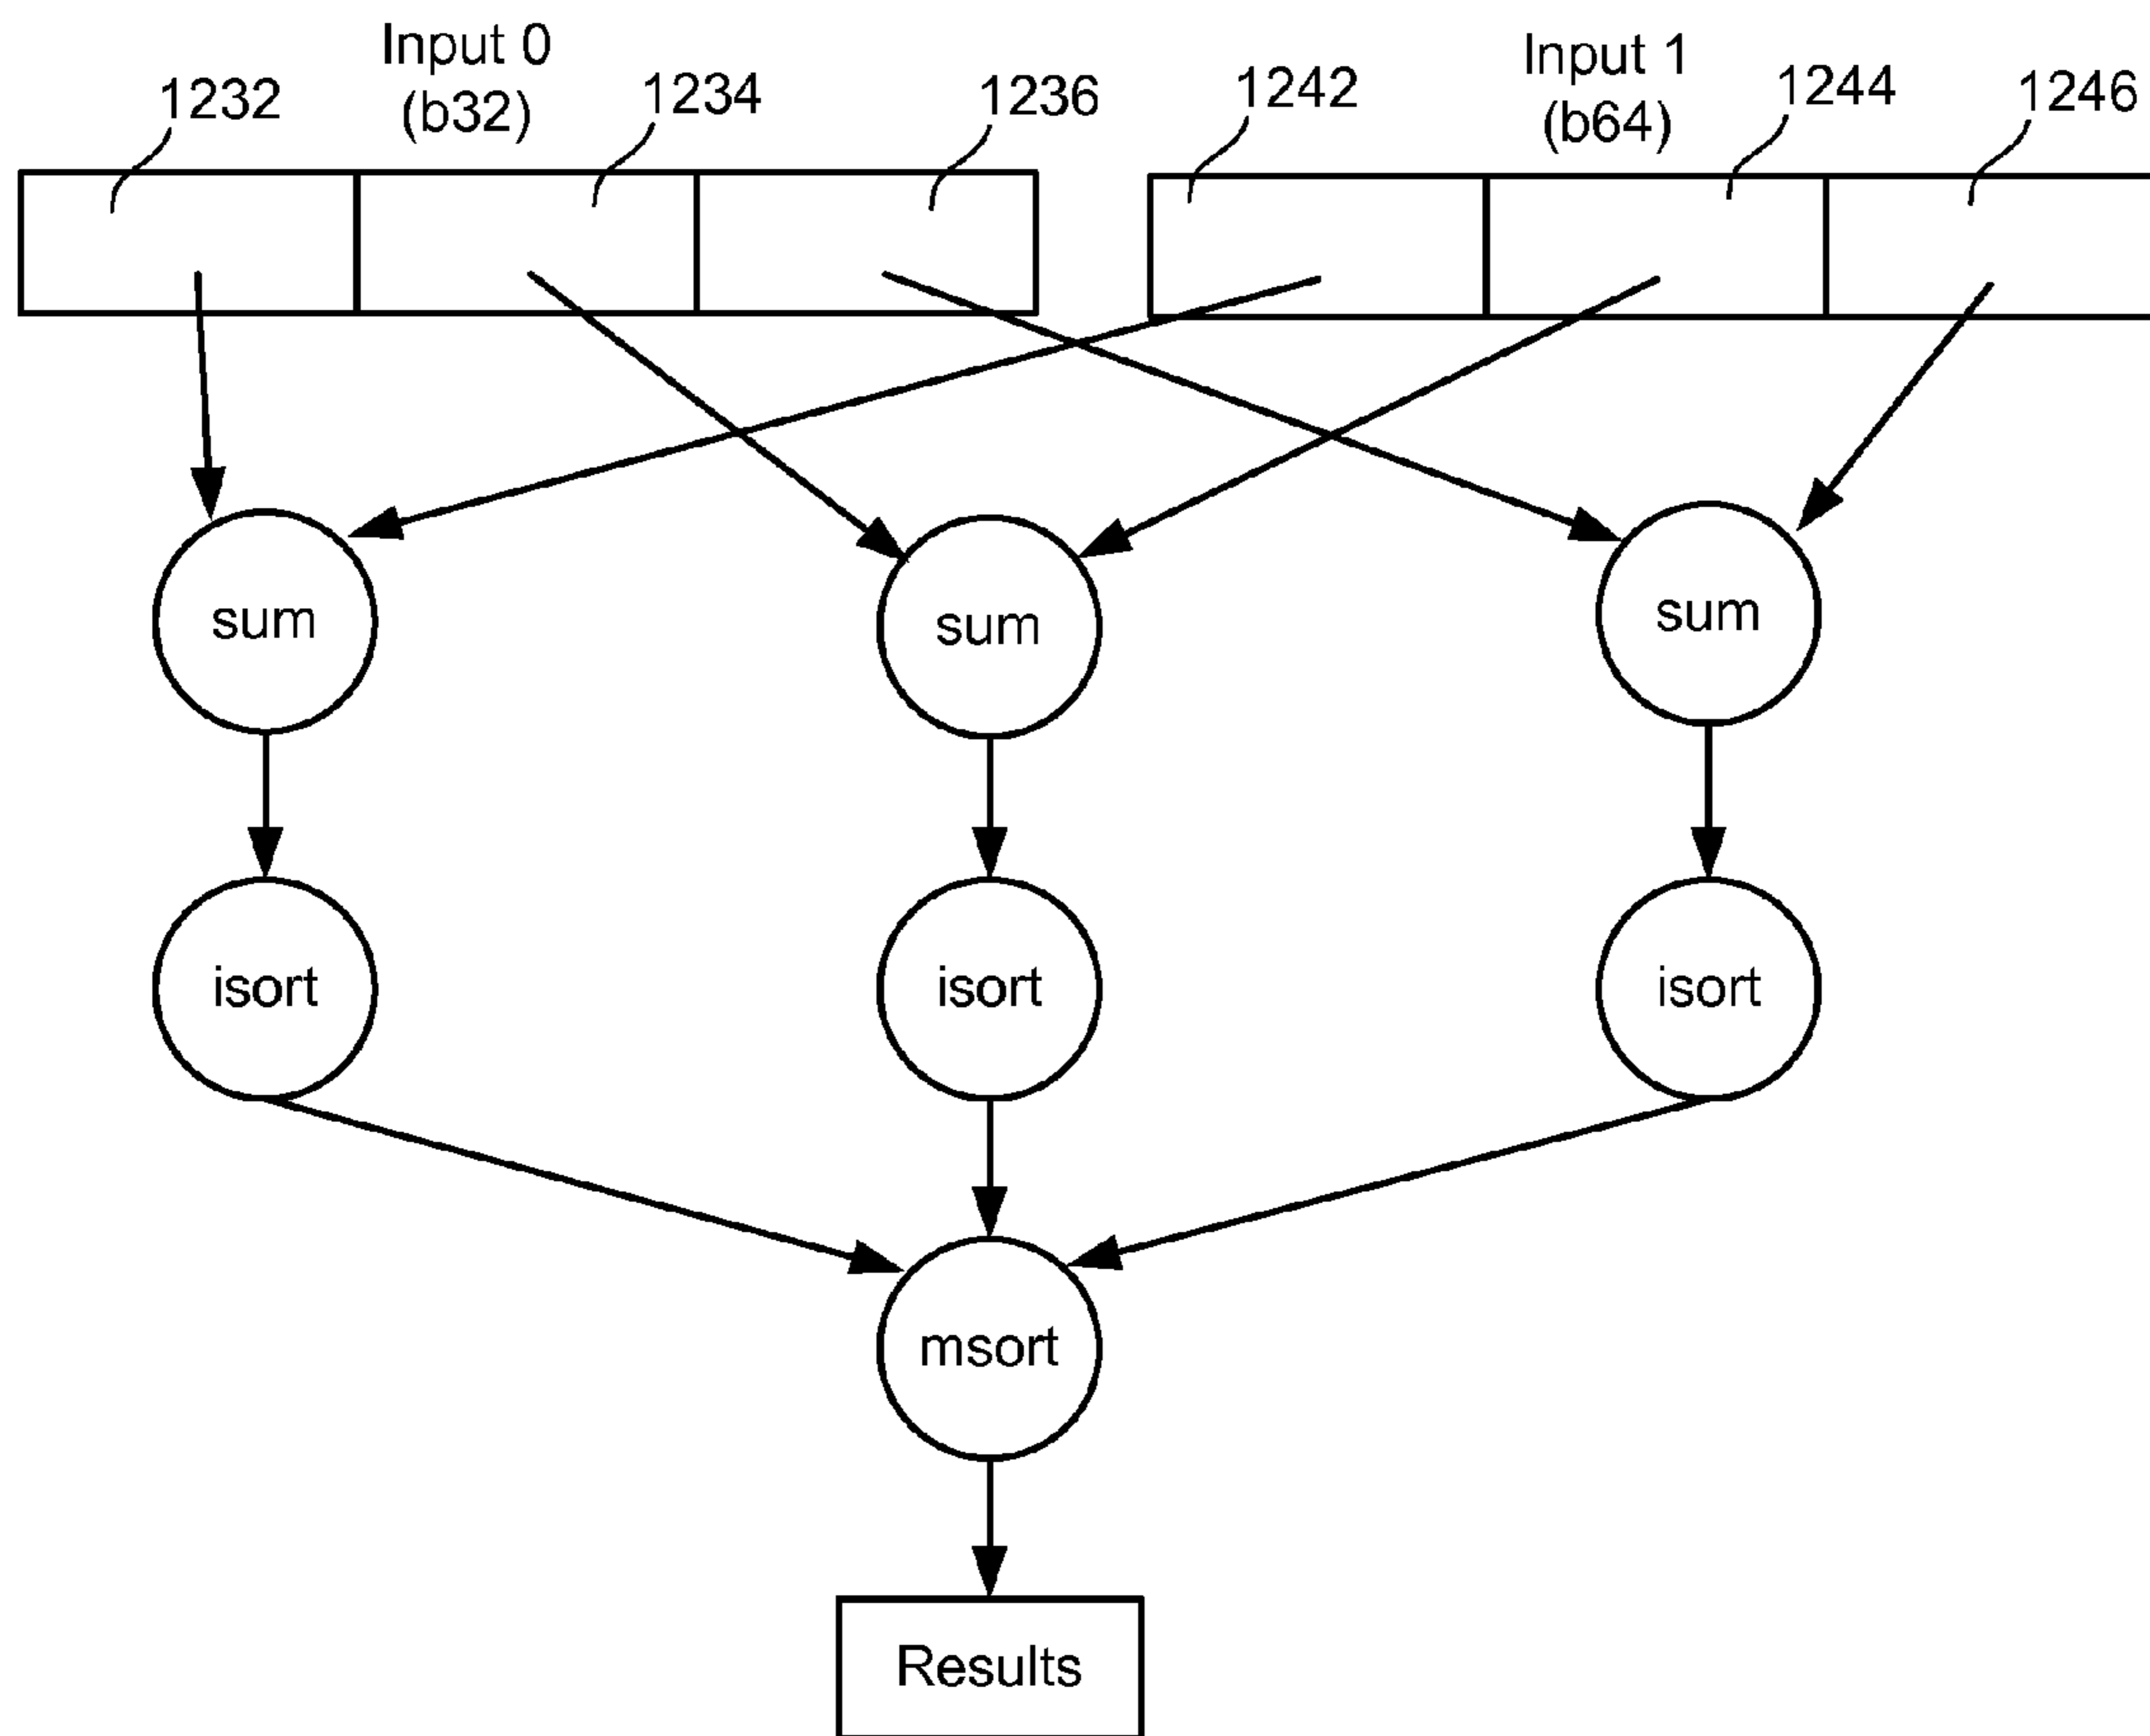 Input 0
(b32)
1232
1234
1236
Input 1
(b64)
1242
1244
1246
sum
sum
sum
isort
isort
isort
msort
Results